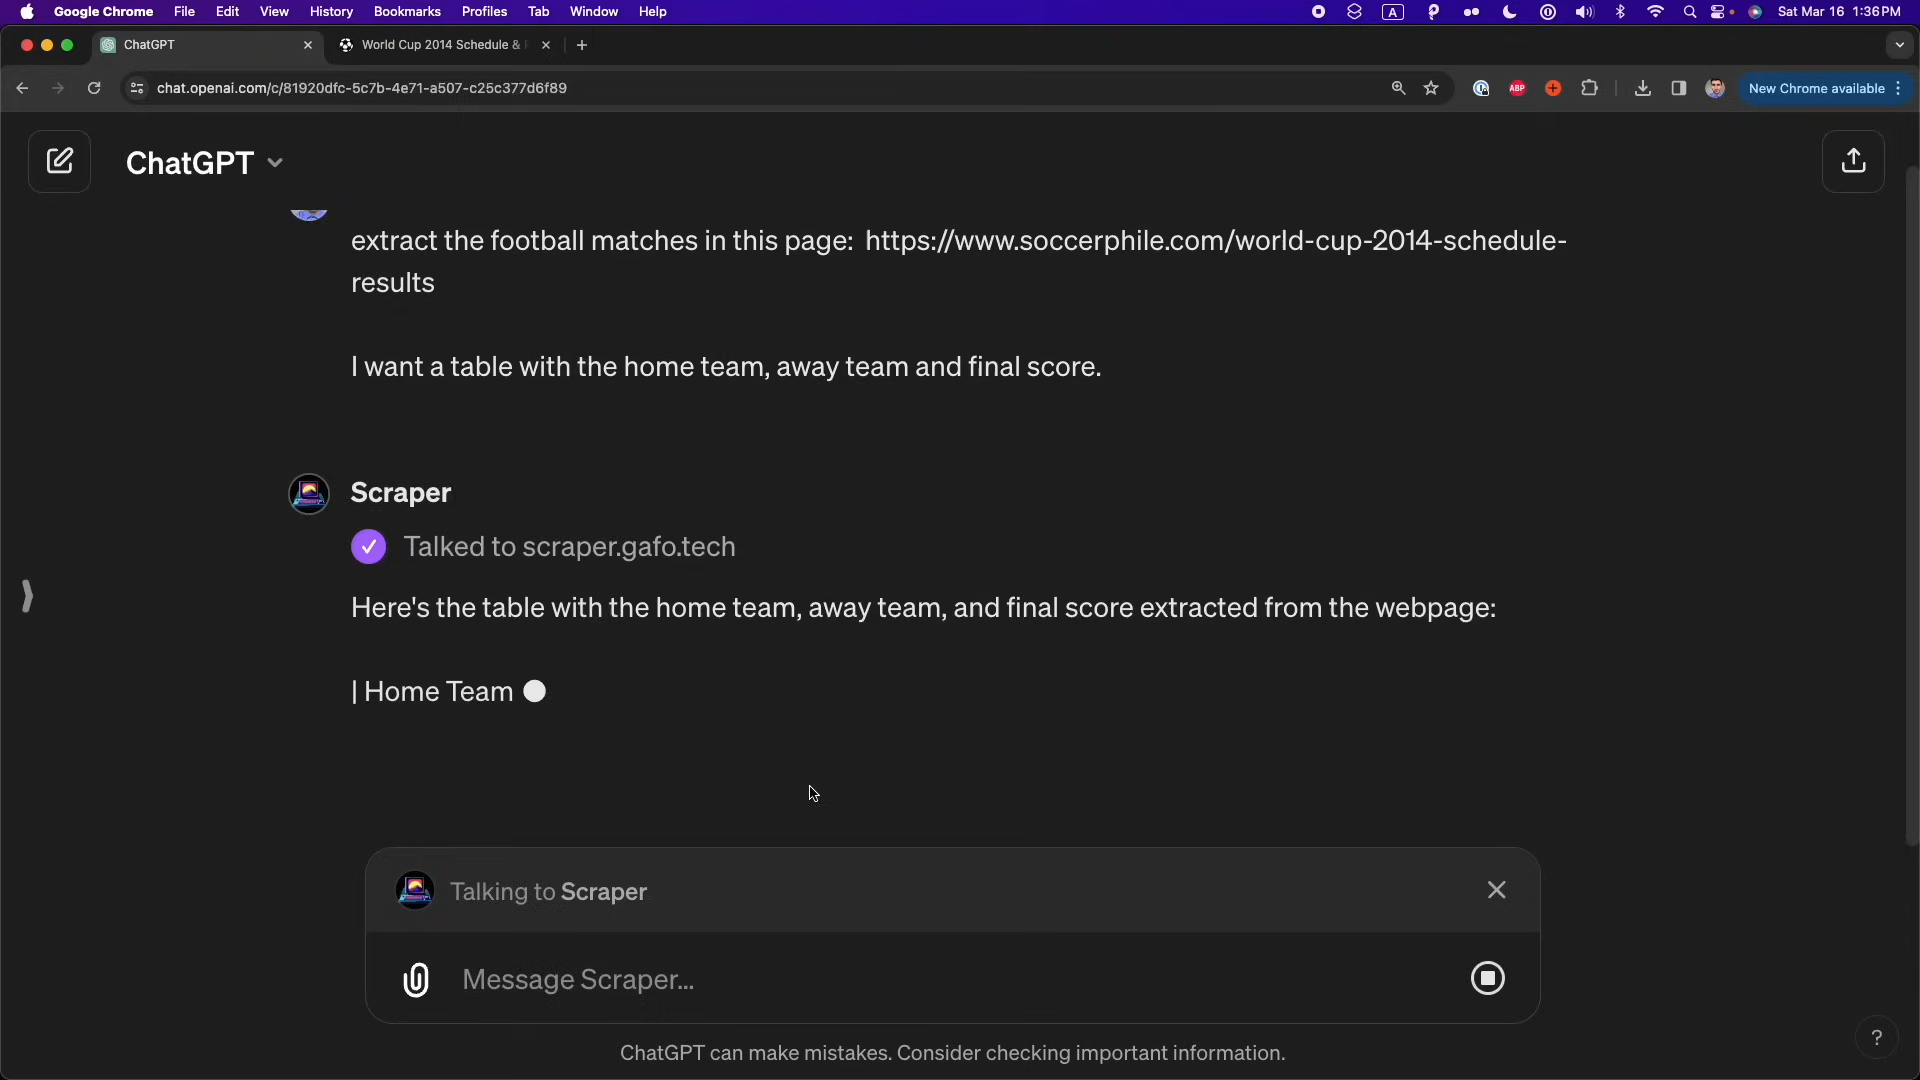 Google Chrome File Edit View History Bookmarks Profiles Tab Window Help A Sat Mar 16 1:36 PM
ChatGPT World Cup 2014 Schedule &
chat.openai.com/c/81920dfc-5c7b-4e71-a507-c25c377d6f89 ABP New Chrome available
ChatGPT
extract the football matches in this page: https://www.soccerphile.com/world-cup-2014-schedule-
results
I want a table with the home team, away team and final score.
Scraper
Talked to scraper.gafo.tech
Here's the table with the home team, away team, and final score extracted from the webpage:
| Home Team
Talking to Scraper
Message Scraper...
ChatGPT can make mistakes. Consider checking important information.
?